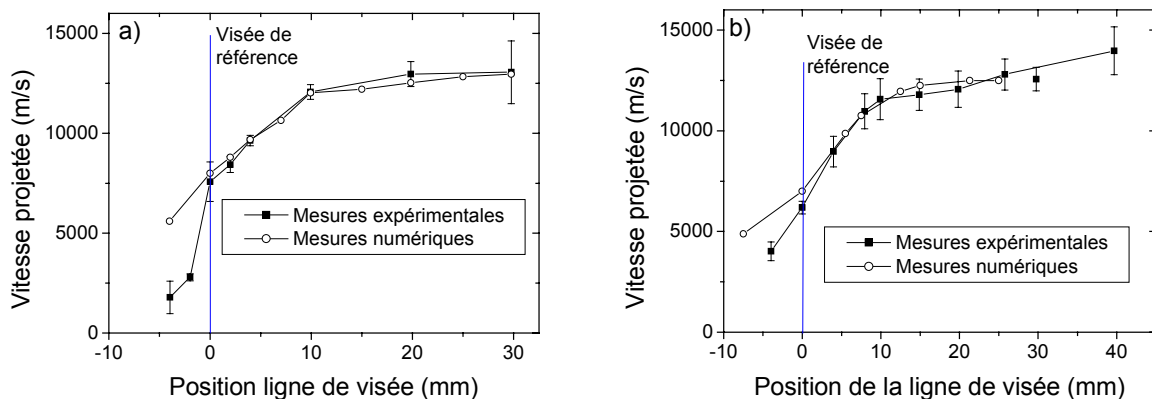 a)
Visée de
référence
15000
10000
5000
0
Vitesse projetée (m/s)
Mesures expérimentales
Mesures numériques
-10 0 10 20 30
Position ligne de visée (mm)
b)
Visée de
référence
15000
10000
5000
0
Vitesse projetée (m/s)
Mesures expérimentales
Mesures numériques
-10 0 10 20 30 40
Position de la ligne de visée (mm)